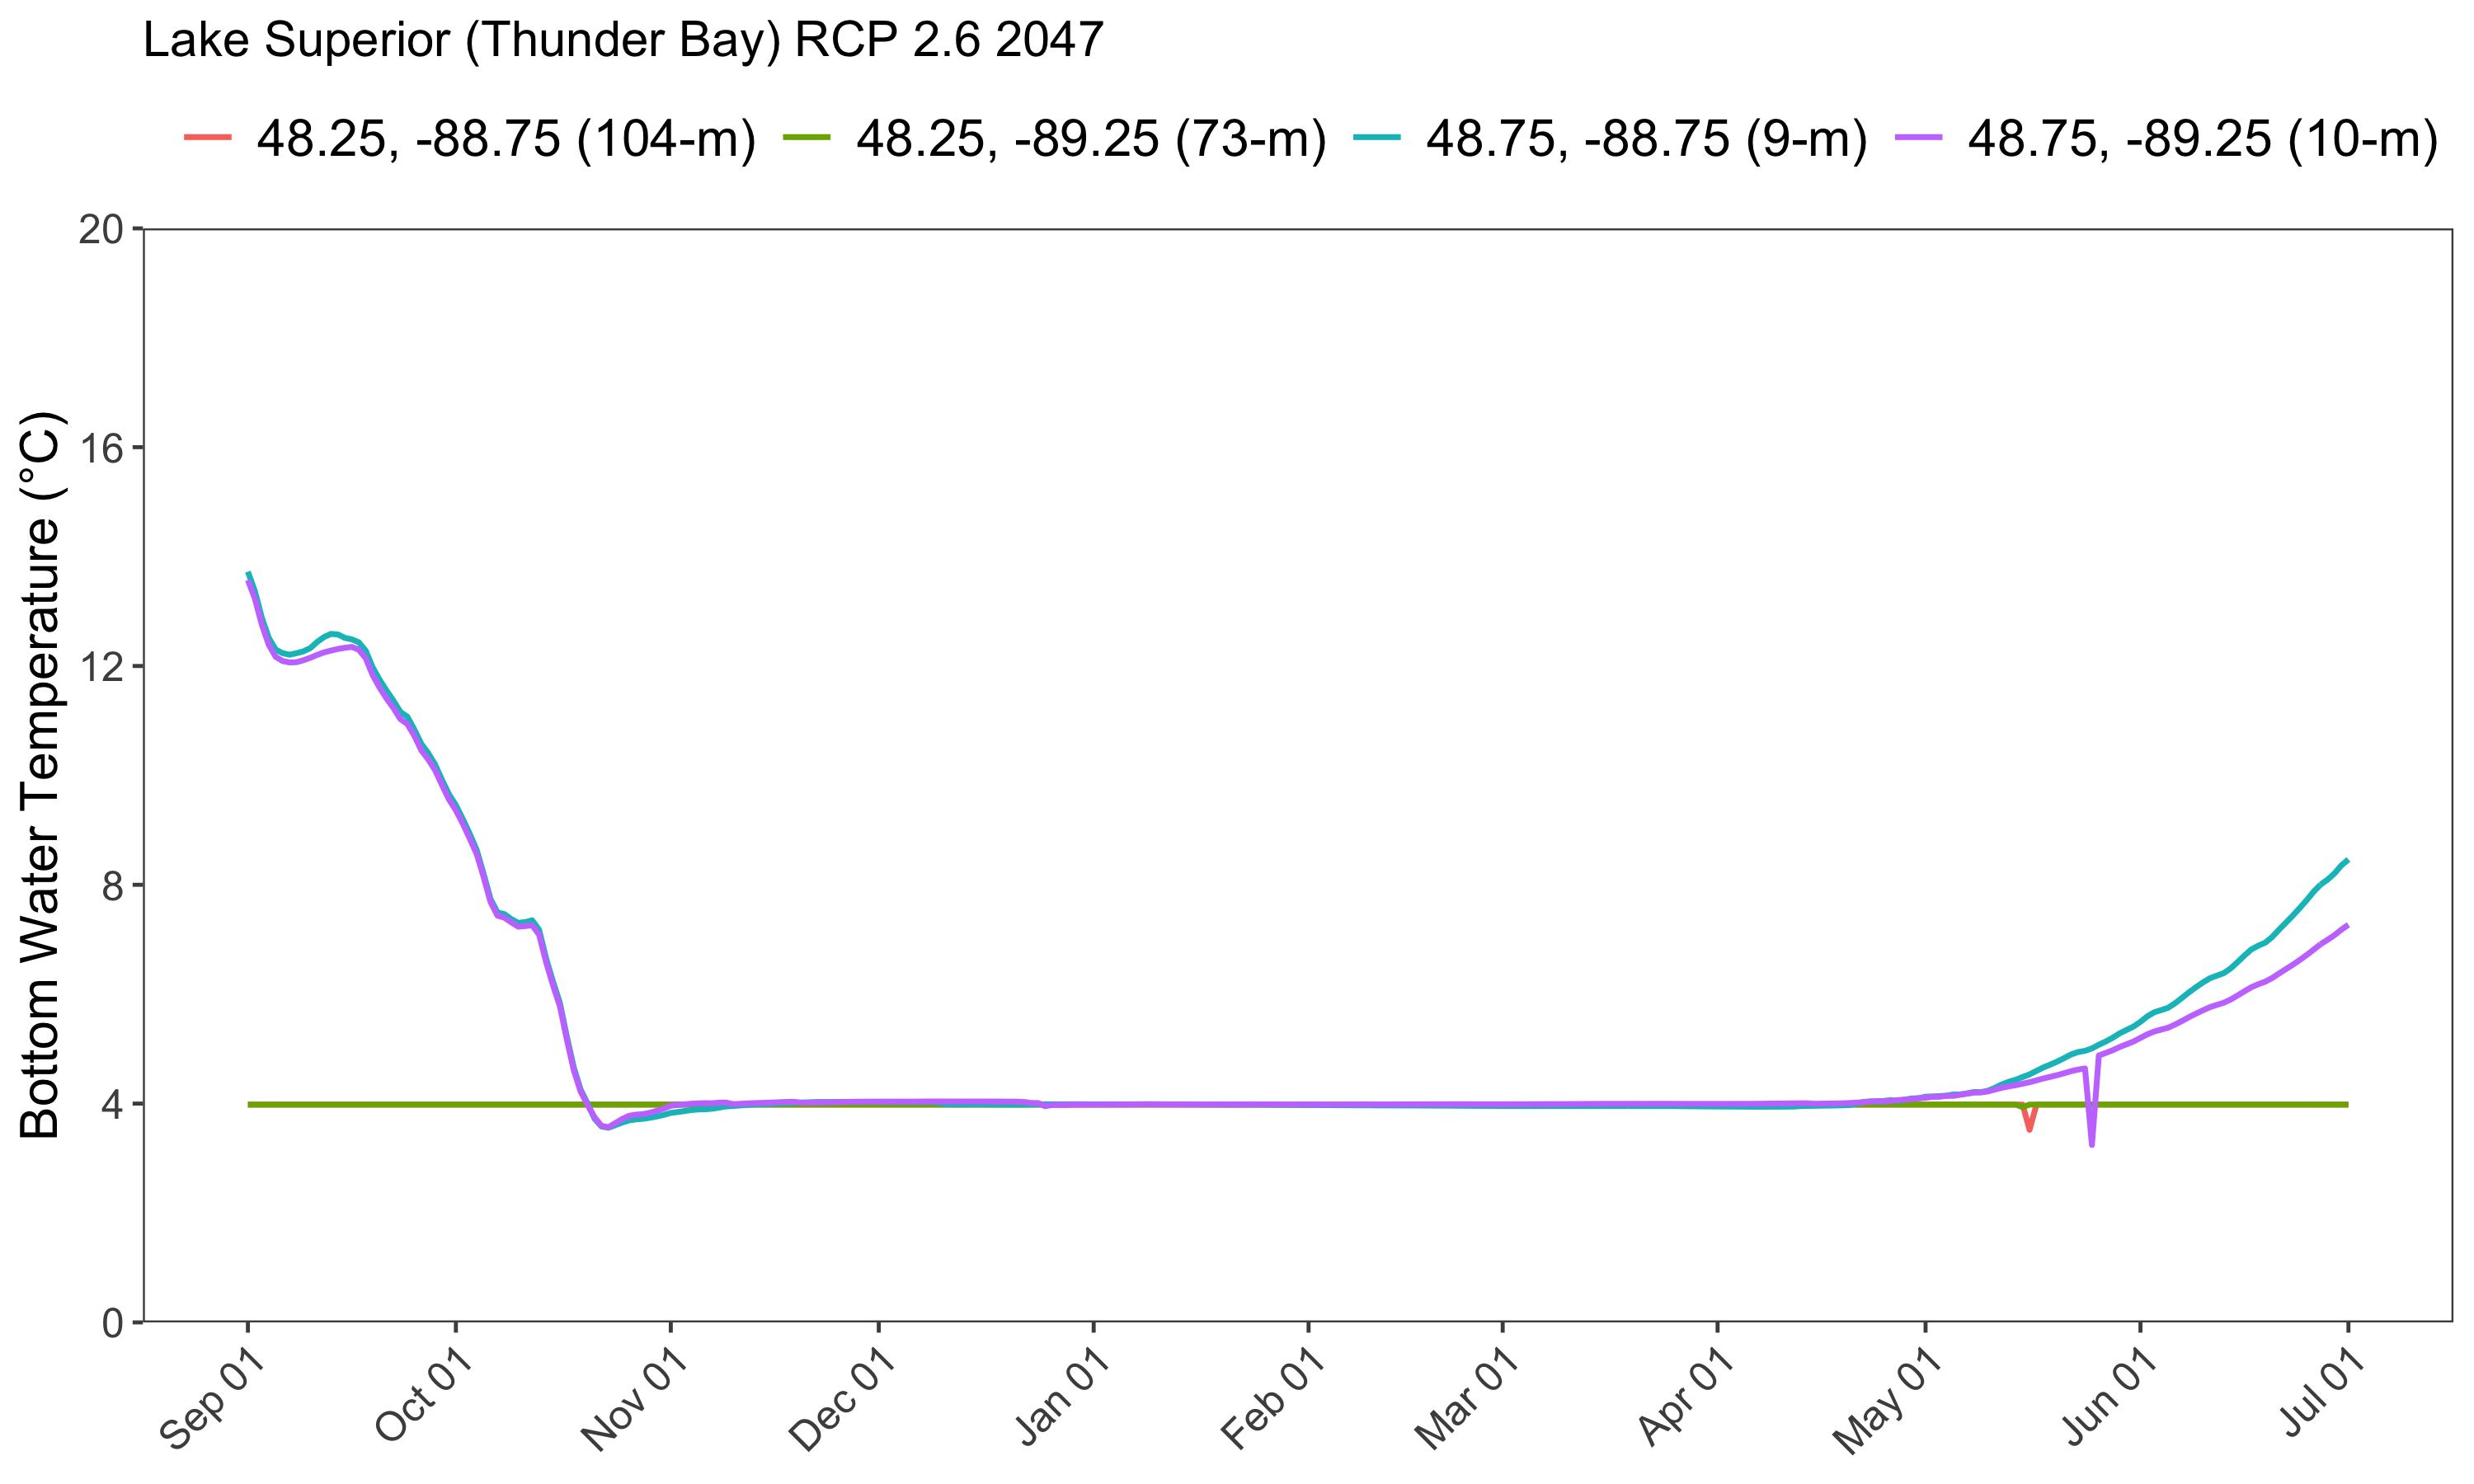 Lake Superior (Thunder Bay) RCP 2.6 2047
48.25, -88.75 (104-m) 48.25, -89.25 (73-m) 48.75, -88.75 (9-m) 48.75, -89.25 (10-m)
Bottom Water Temperature (°C)
20
16
12
8
4
0
Sep 01 Oct 01 Nov 01 Dec 01 Jan 01 Feb 01 Mar 01 Apr 01 May 01 Jun 01 Jul 01